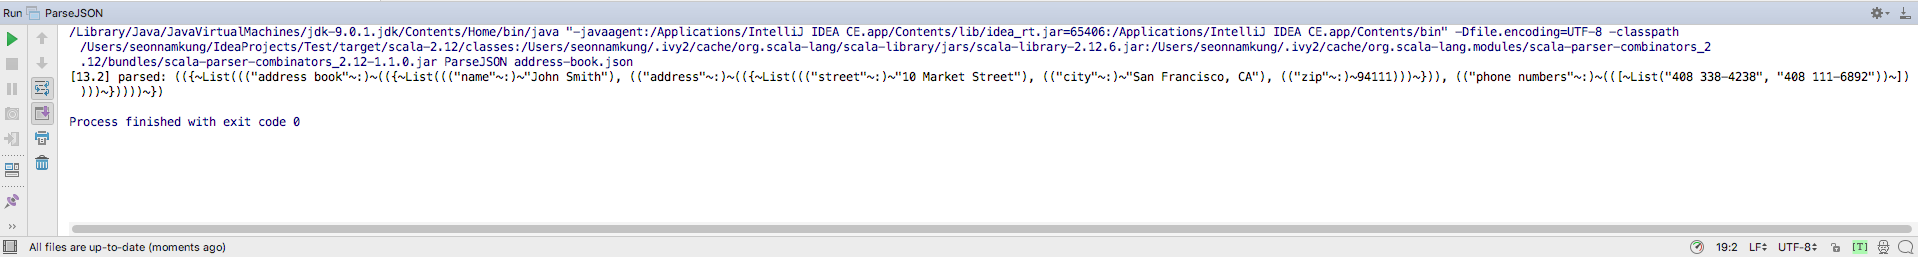 Run ParseJSON
/Library/Java/JavaVirtualMachines/jdk-9.0.1.jdk/Contents/Home/bin/java "-javaagent:/Applications/IntelliJ IDEA CE.app/Contents/lib/idea_rt.jar=65406:/Applications/IntelliJ IDEA CE.app/Contents/bin" -Dfile.encoding=UTF-8 -classpath
/Users/seonnamkung/IdeaProjects/Test/target/scala-2.12/classes:/Users/seonnamkung/.ivy2/cache/org.scala-lang/scala-library/jars/scala-library-2.12.6.jar:/Users/seonnamkung/.ivy2/cache/org.scala-lang.modules/scala-parser-combinators_2
.12/bundles/scala-parser-combinators_2.12-1.1.0.jar ParseJSON address-book.json
[13.2] parsed: (({~List((("address book"~:)~(({~List((("name"~:)~"John Smith"), (("address"~:)~(({~List((("street"~:)~"10 Market Street"), (("city"~:)~"San Francisco, CA"), (("zip"~:)~94111)))~})), (("phone numbers"~:)~(([~List("408 338-4238", "408 111-6892"))~])
)))~})))))~})
Process finished with exit code 0
All files are up-to-date (moments ago)
19:2 LF UTF-8 [T]